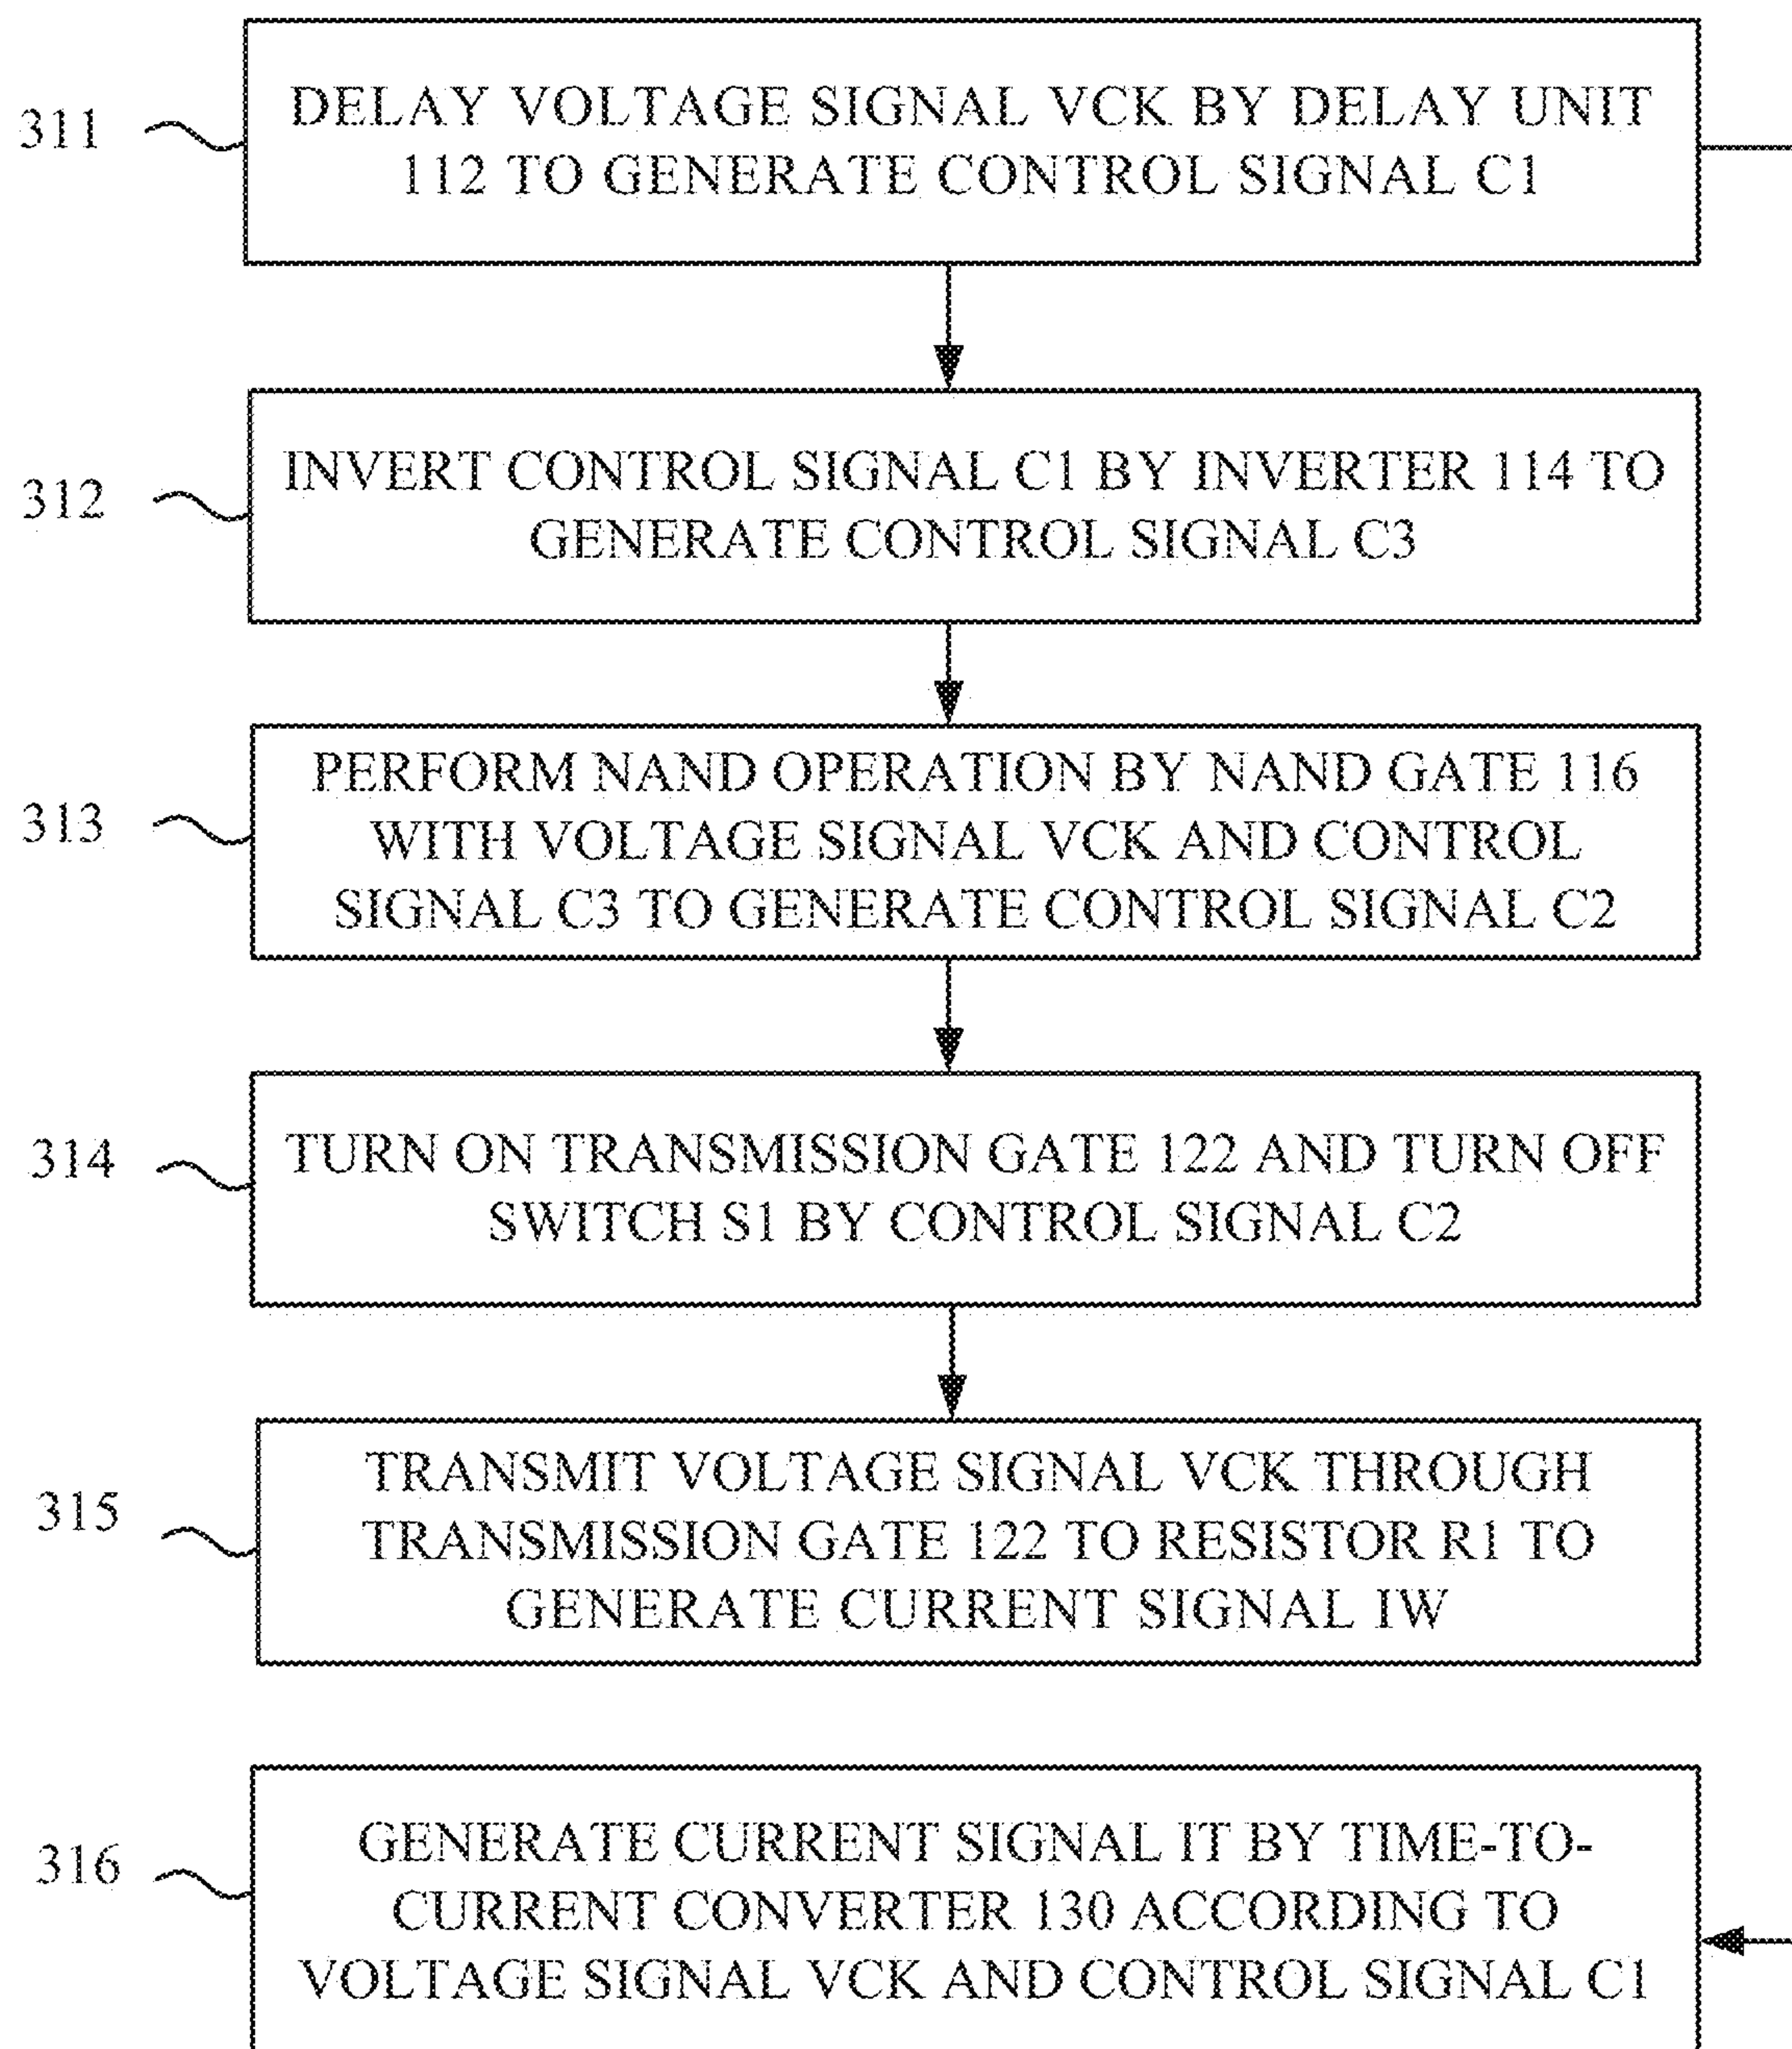 311
DELAY VOLTAGE SIGNAL VCK BY DELAY UNIT
112 TO GENERATE CONTROL SIGNAL C1
312
INVERT CONTROL SIGNAL C1 BY INVERTER 114 TO
GENERATE CONTROL SIGNAL C3
313
PERFORM NAND OPERATION BY NAND GATE 116
WITH VOLTAGE SIGNAL VCK AND CONTROL
SIGNAL C3 TO GENERATE CONTROL SIGNAL C2
314
TURN ON TRANSMISSION GATE 122 AND TURN OFF
SWITCH S1 BY CONTROL SIGNAL C2
315
TRANSMIT VOLTAGE SIGNAL VCK THROUGH
TRANSMISSION GATE 122 TO RESISTOR R1 TO
GENERATE CURRENT SIGNAL IW
316
GENERATE CURRENT SIGNAL IT BY TIME-TO-
CURRENT CONVERTER 130 ACCORDING TO
VOLTAGE SIGNAL VCK AND CONTROL SIGNAL C1